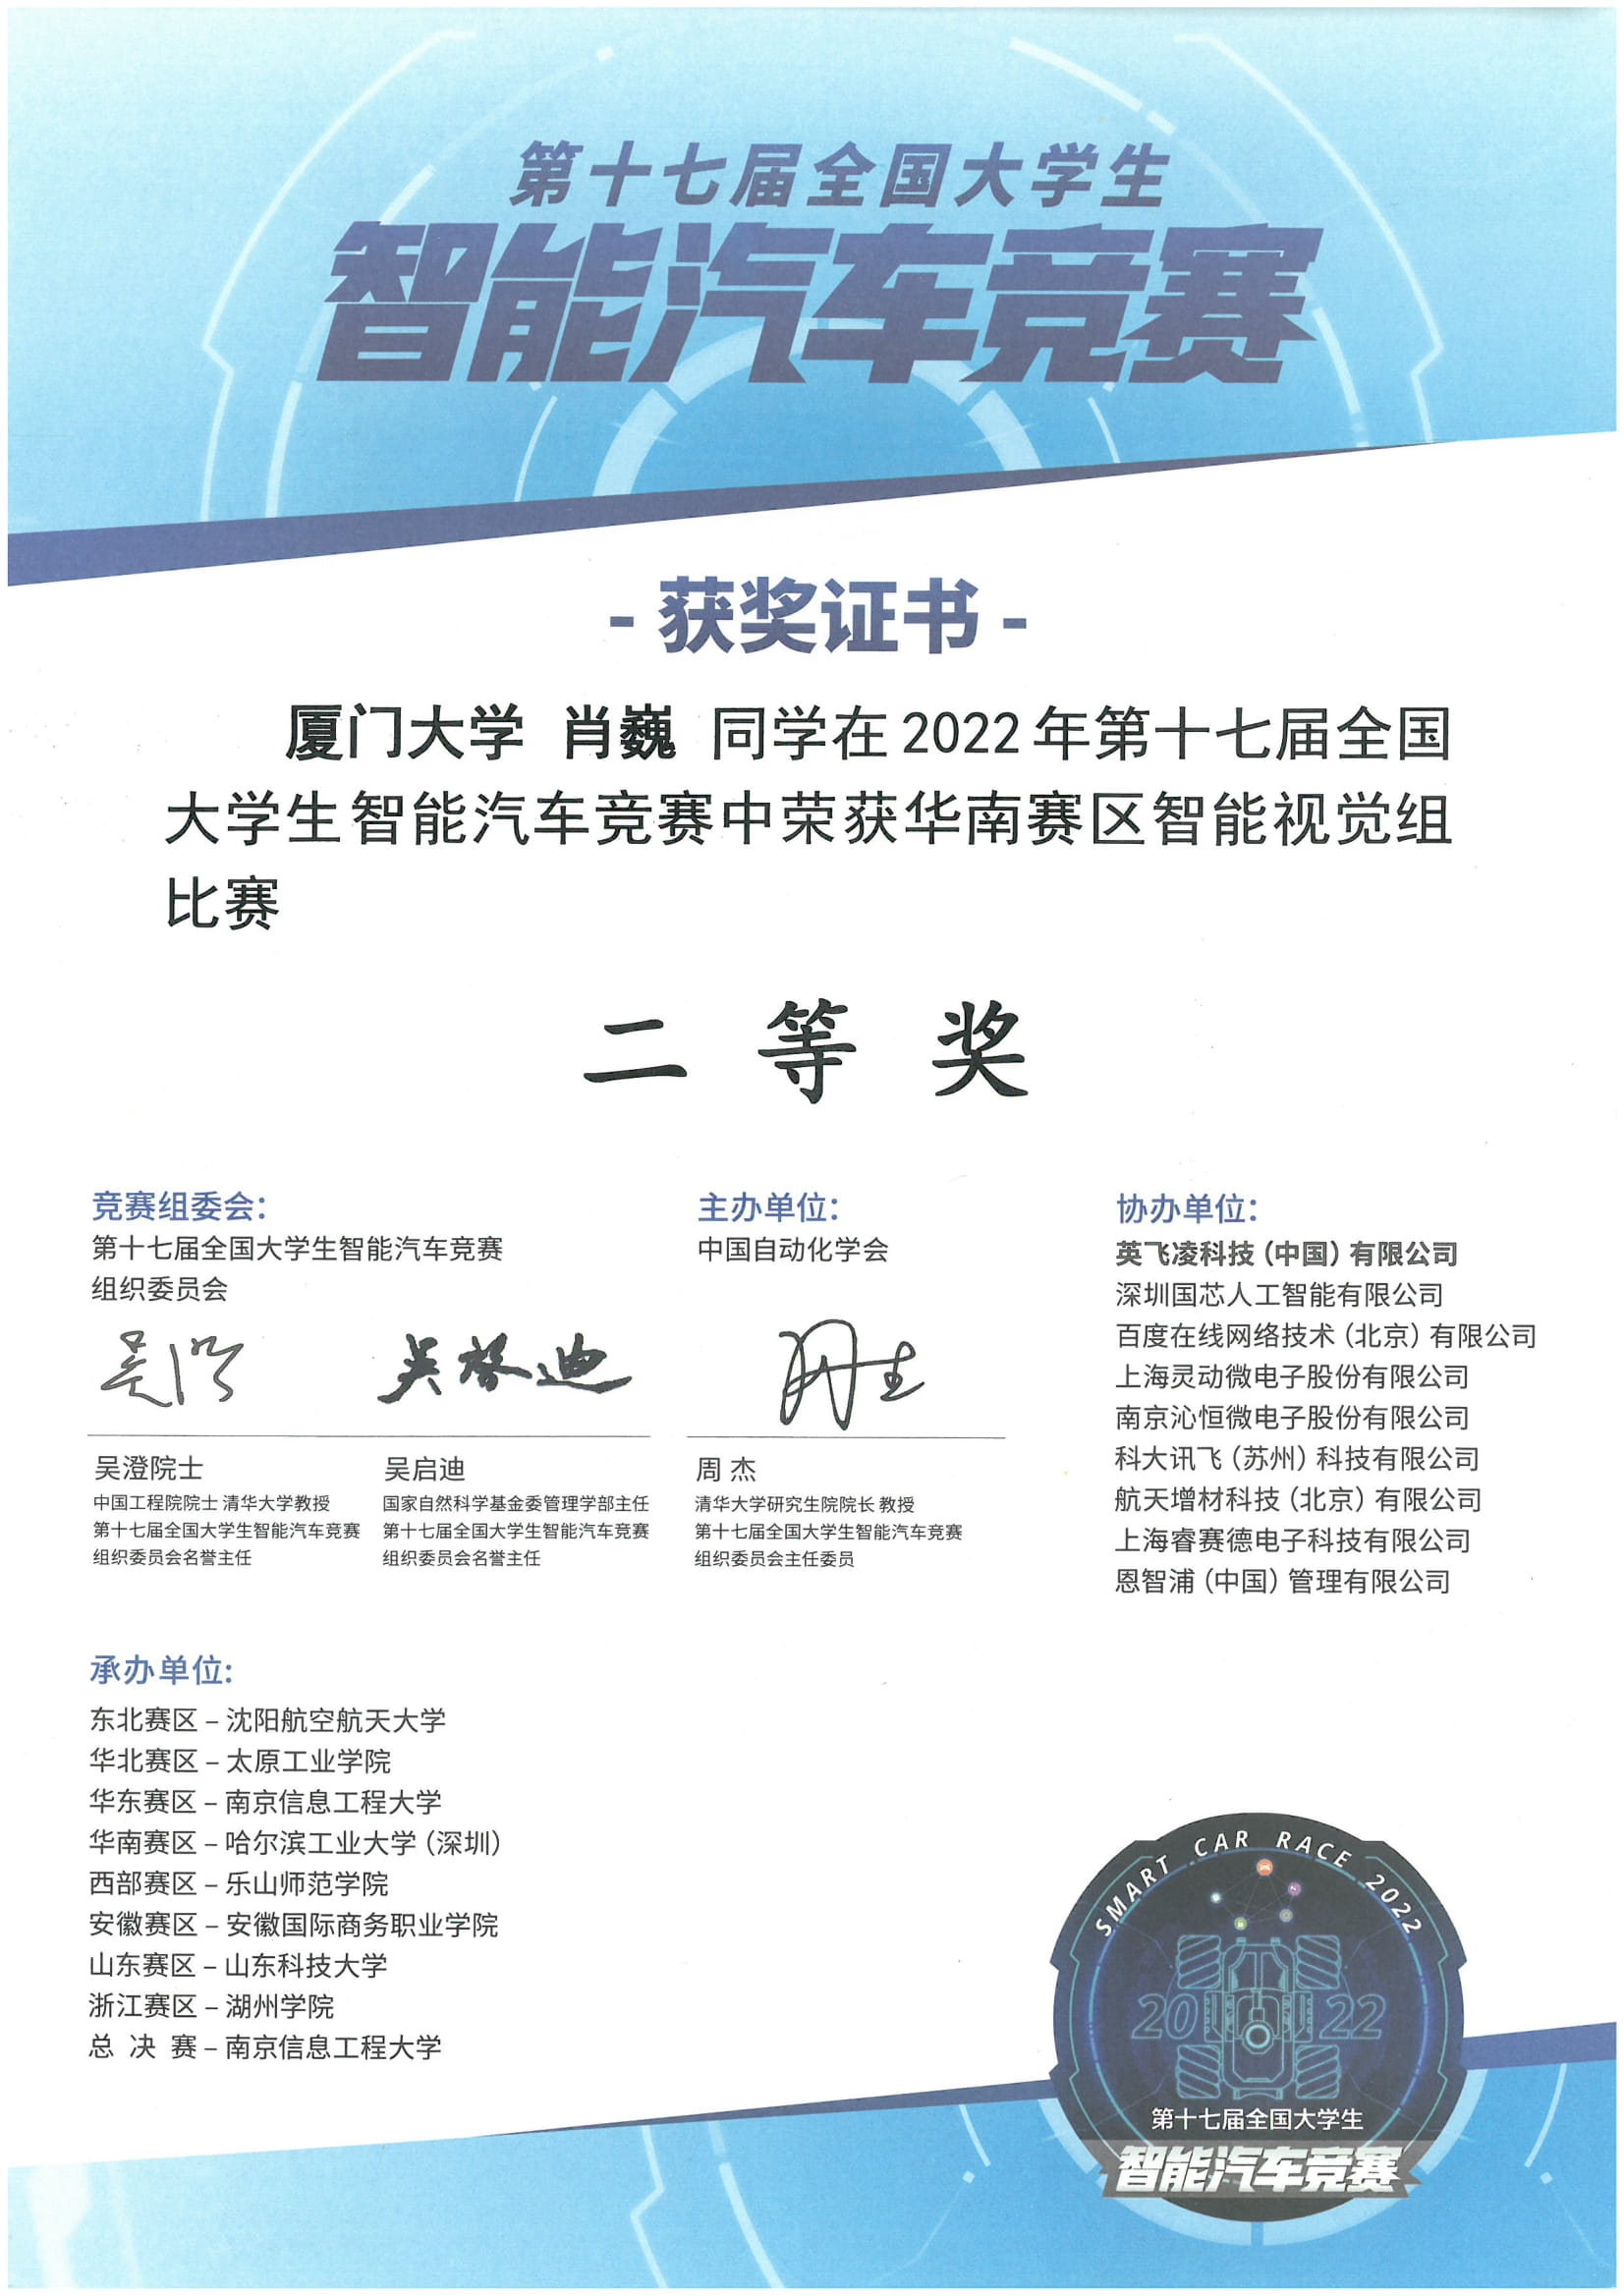 第十七届全国大学生
智能汽车竞赛
- 获奖证书 -
厦门大学 肖巍 同学在 2022 年第十七届全国
大学生智能汽车竞赛中荣获华南赛区智能视觉组
比赛
二等奖
竞赛组委会：
第十七届全国大学生智能汽车竞赛
组织委员会
吴启迪
吴澄院士
中国工程院院士 清华大学教授
第十七届全国大学生智能汽车竞赛
组织委员会名誉主任
吴启迪
国家自然科学基金委管理学部主任
第十七届全国大学生智能汽车竞赛
组织委员会名誉主任
主办单位：
中国自动化学会
周 杰
清华大学研究生院院长 教授
第十七届全国大学生智能汽车竞赛
组织委员会主任委员
协办单位：
英飞凌科技（中国）有限公司
深圳国芯人工智能有限公司
百度在线网络技术（北京）有限公司
上海灵动微电子股份有限公司
南京沁恒微电子股份有限公司
科大讯飞（苏州）科技有限公司
航天增材科技（北京）有限公司
上海睿赛德电子科技有限公司
恩智浦（中国）管理有限公司
承办单位:
东北赛区 – 沈阳航空航天大学
华北赛区 – 太原工业学院
华东赛区 – 南京信息工程大学
华南赛区 – 哈尔滨工业大学（深圳）
西部赛区 – 乐山师范学院
安徽赛区 – 安徽国际商务职业学院
山东赛区 – 山东科技大学
浙江赛区 – 湖州学院
总 决 赛 – 南京信息工程大学
SMART CAR RACE 2022
20 22
第十七届全国大学生
智能汽车竞赛